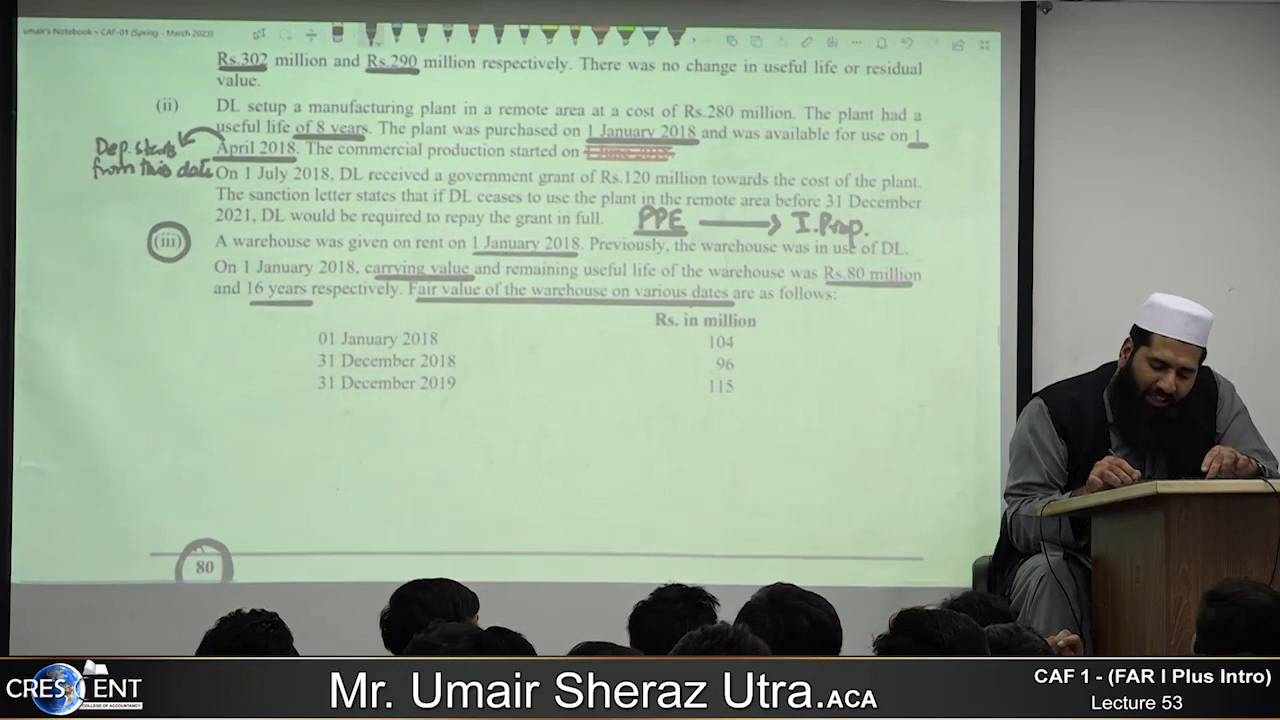 umair's Notebook • CAF-01 (Spring - March 2023)
Rs.302 million and Rs.290 million respectively. There was no change in useful life or residual
value.
(ii) DL setup a manufacturing plant in a remote area at a cost of Rs.280 million. The plant had a
useful life of 8 years. The plant was purchased on 1 January 2018 and was available for use on 1
April 2018. The commercial production started on
Dep. starts
from this date
On 1 July 2018, DL received a government grant of Rs.120 million towards the cost of the plant.
The sanction letter states that if DL ceases to use the plant in the remote area before 31 December
2021, DL would be required to repay the grant in full.
PPE → I.Prop.
(iii) A warehouse was given on rent on 1 January 2018. Previously, the warehouse was in use of DL.
On 1 January 2018, carrying value and remaining useful life of the warehouse was Rs.80 million
and 16 years respectively. Fair value of the warehouse on various dates are as follows:
Rs. in million
01 January 2018 104
31 December 2018 96
31 December 2019 115
80
CRESCENT
COLLEGE OF ACCOUNTANCY
Mr. Umair Sheraz Utra.ACA
CAF 1 - (FAR I Plus Intro)
Lecture 53